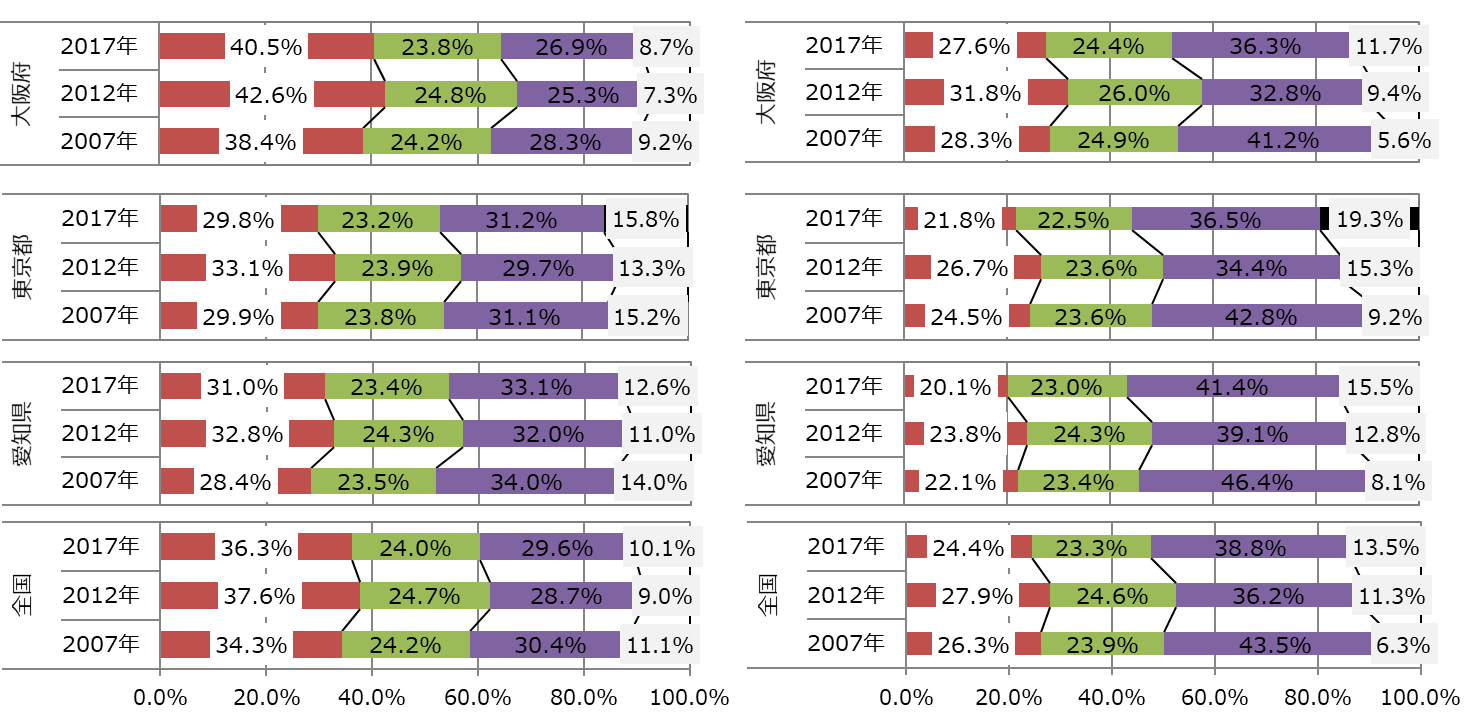 大阪府
2017年 40.5% 23.8% 26.9% 8.7%
2012年 42.6% 24.8% 25.3% 7.3%
2007年 38.4% 24.2% 28.3% 9.2%
東京都
2017年 29.8% 23.2% 31.2% 15.8%
2012年 33.1% 23.9% 29.7% 13.3%
2007年 29.9% 23.8% 31.1% 15.2%
愛知県
2017年 31.0% 23.4% 33.1% 12.6%
2012年 32.8% 24.3% 32.0% 11.0%
2007年 28.4% 23.5% 34.0% 14.0%
全国
2017年 36.3% 24.0% 29.6% 10.1%
2012年 37.6% 24.7% 28.7% 9.0%
2007年 34.3% 24.2% 30.4% 11.1%
0.0% 20.0% 40.0% 60.0% 80.0% 100.0%
大阪府
2017年 27.6% 24.4% 36.3% 11.7%
2012年 31.8% 26.0% 32.8% 9.4%
2007年 28.3% 24.9% 41.2% 5.6%
東京都
2017年 21.8% 22.5% 36.5% 19.3%
2012年 26.7% 23.6% 34.4% 15.3%
2007年 24.5% 23.6% 42.8% 9.2%
愛知県
2017年 20.1% 23.0% 41.4% 15.5%
2012年 23.8% 24.3% 39.1% 12.8%
2007年 22.1% 23.4% 46.4% 8.1%
全国
2017年 24.4% 23.3% 38.8% 13.5%
2012年 27.9% 24.6% 36.2% 11.3%
2007年 26.3% 23.9% 43.5% 6.3%
0.0% 20.0% 40.0% 60.0% 80.0% 100.0%